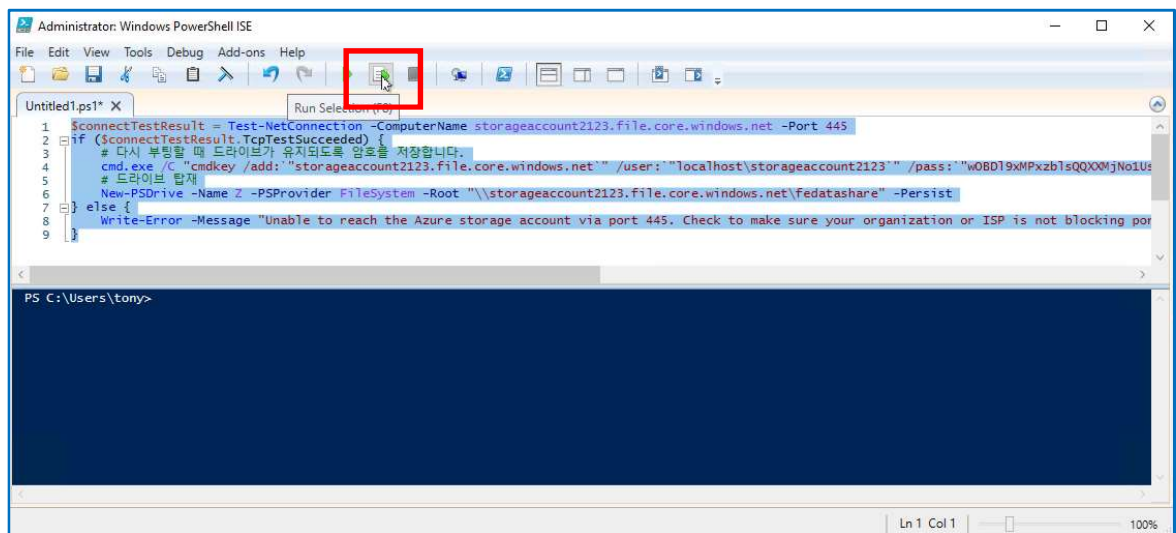 Administrator: Windows PowerShell ISE
File Edit View Tools Debug Add-ons Help
Untitled1.ps1* X
Run Selection (F8)
1 $connectTestResult = Test-NetConnection -ComputerName storageaccount2123.file.core.windows.net -Port 445
2 if ($connectTestResult.TcpTestSucceeded) {
3 # 다시 부팅할 때 드라이브가 유지되도록 암호를 저장합니다.
4 cmd.exe /C "cmdkey /add:`"storageaccount2123.file.core.windows.net`" /user:`"localhost\storageaccount2123`" /pass:`"wOBDl9xMPxzblsQQXXMjNo1Us
5 # 드라이브 탑재
6 New-PSDrive -Name Z -PSProvider FileSystem -Root "\\storageaccount2123.file.core.windows.net\fedatashare" -Persist
7 } else {
8 Write-Error -Message "Unable to reach the Azure storage account via port 445. Check to make sure your organization or ISP is not blocking por
9 }
PS C:\Users\tony>
Ln 1 Col 1
100%